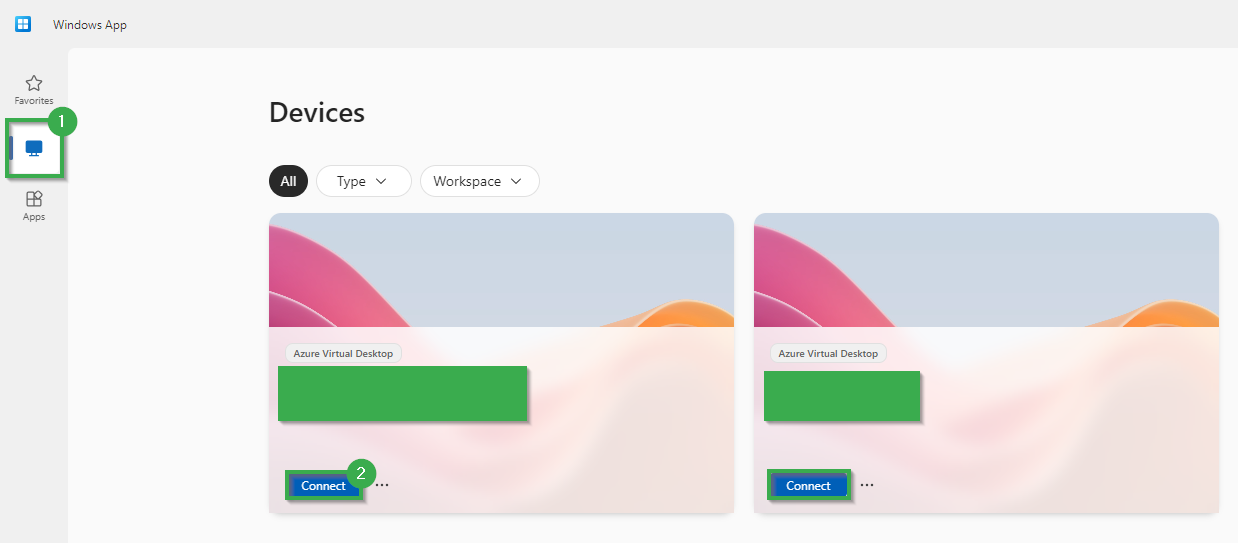 Windows App
Favorites
1
Apps
Devices
All
Type
Workspace
Azure Virtual Desktop
Connect
2
...
Azure Virtual Desktop
Connect
...